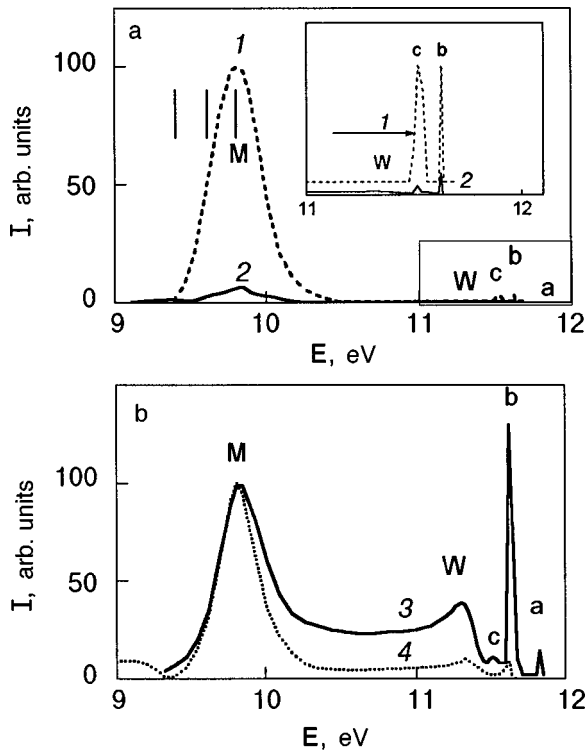 a
1
100
I, arb. units
M
50
2
0
c b
1
W
2
11 12
b
W c a
9 10 11 12
E, eV
b
b
M
100
I, arb. units
W
50
3
c
a
4
0
9 10 11 12
E, eV